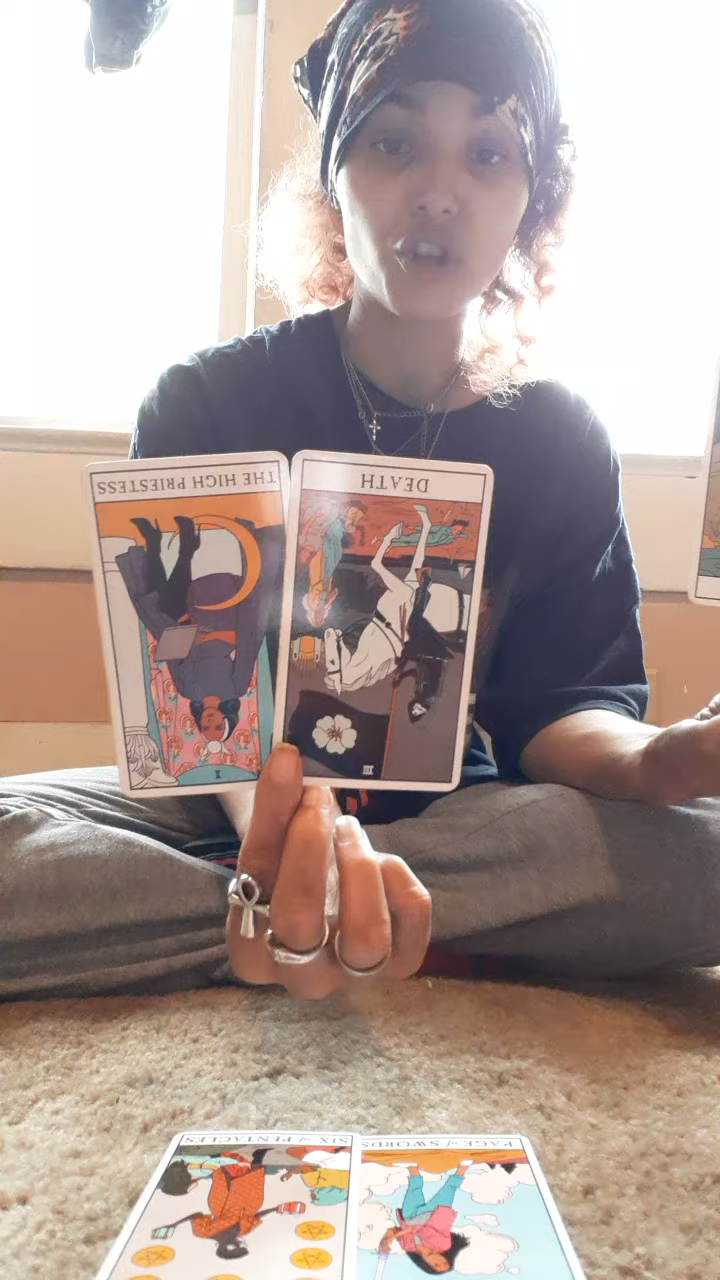 THE HIGH PRIESTESS
DEATH
SIX of PENTACLES
PAGE of SWORDS